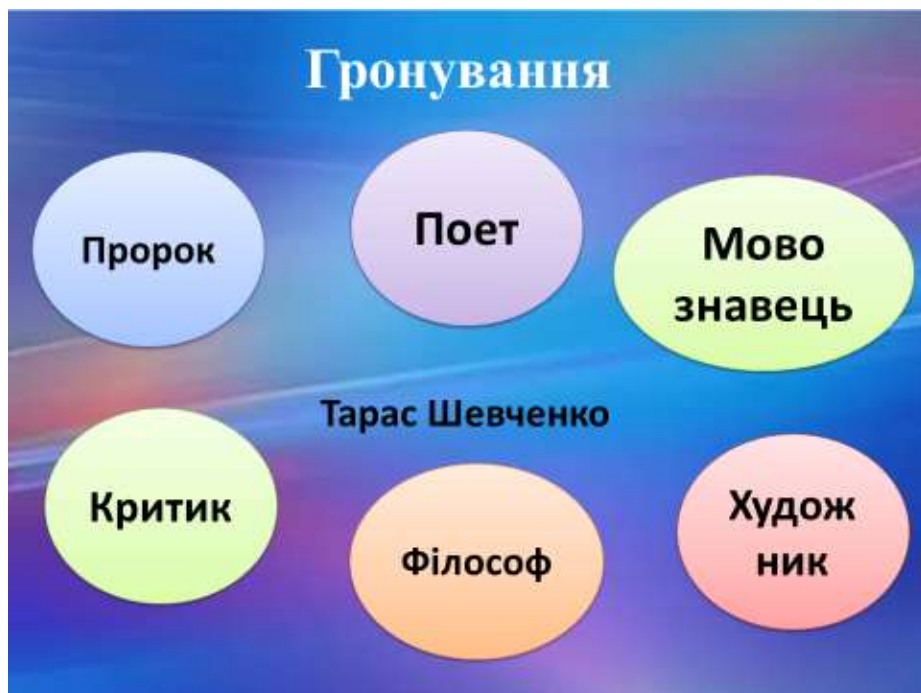 Гронування
Пророк
Поет
Мово
знавець
Тарас Шевченко
Критик
Філософ
Худож
ник